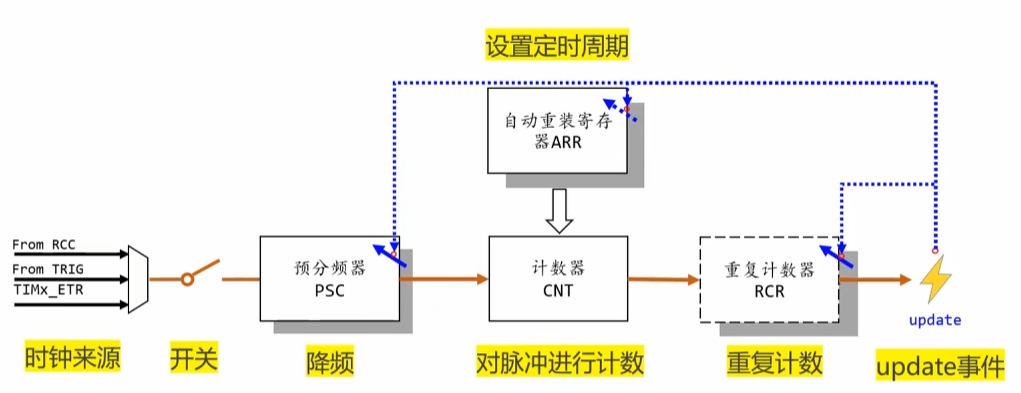 设置定时周期
自动重装寄存
器ARR
From RCC
From TRIG
TIMx_ETR
预分频器
PSC
计数器
CNT
重复计数器
RCR
update
时钟来源
开关
降频
对脉冲进行计数
重复计数
update事件